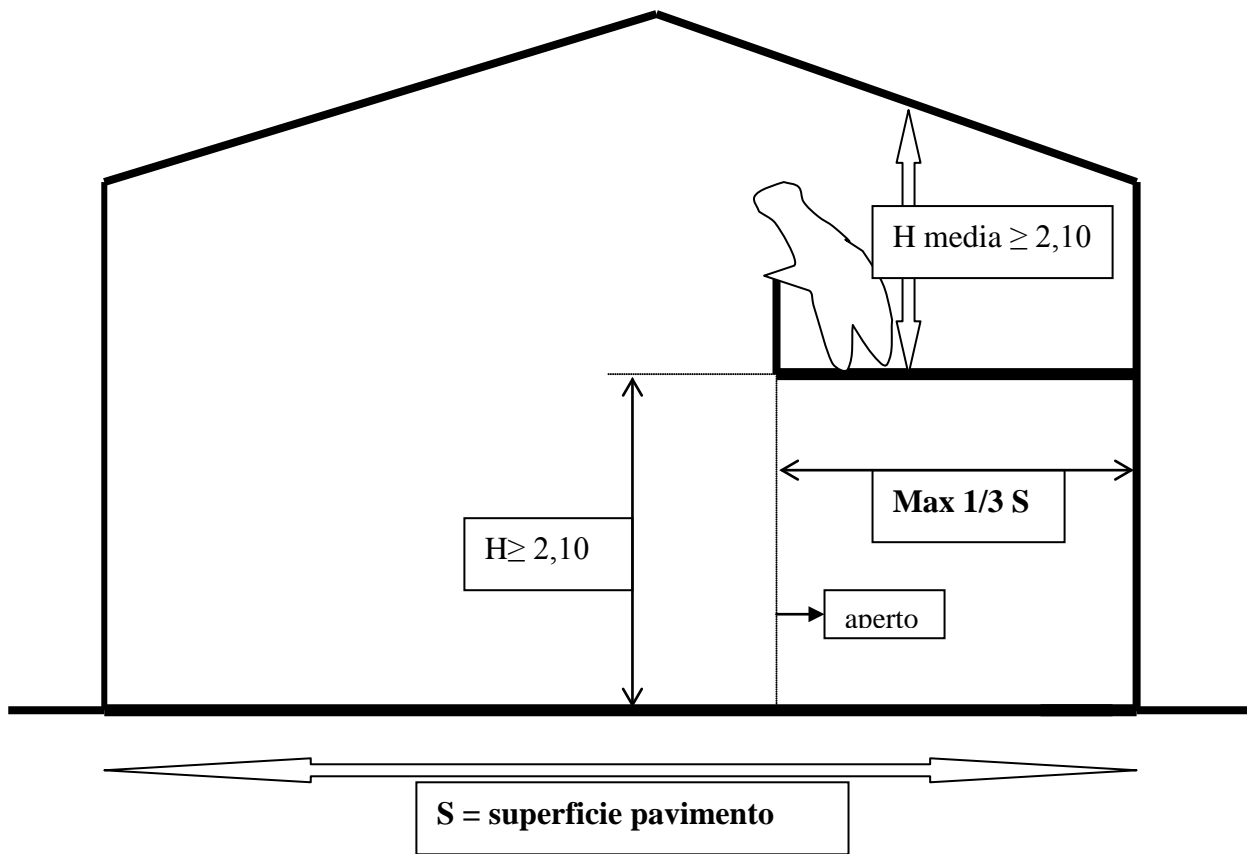 H media ≥ 2,10
Max 1/3 S
H≥ 2,10
aperto
S = superficie pavimento